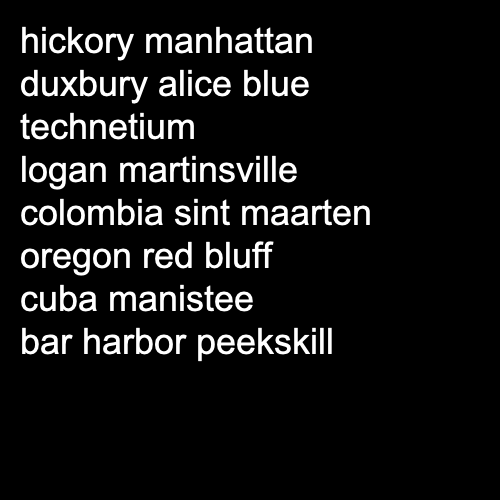 hickory manhattan
duxbury alice blue
technetium
logan martinsville
colombia sint maarten
oregon red bluff
cuba manistee
bar harbor peekskill